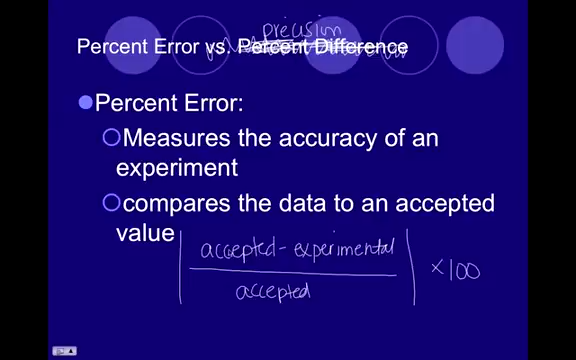 precision
Percent Error vs. Percent Difference
Percent Error:
Measures the accuracy of an
experiment
compares the data to an accepted
value
accepted - experimental
accepted
× 100